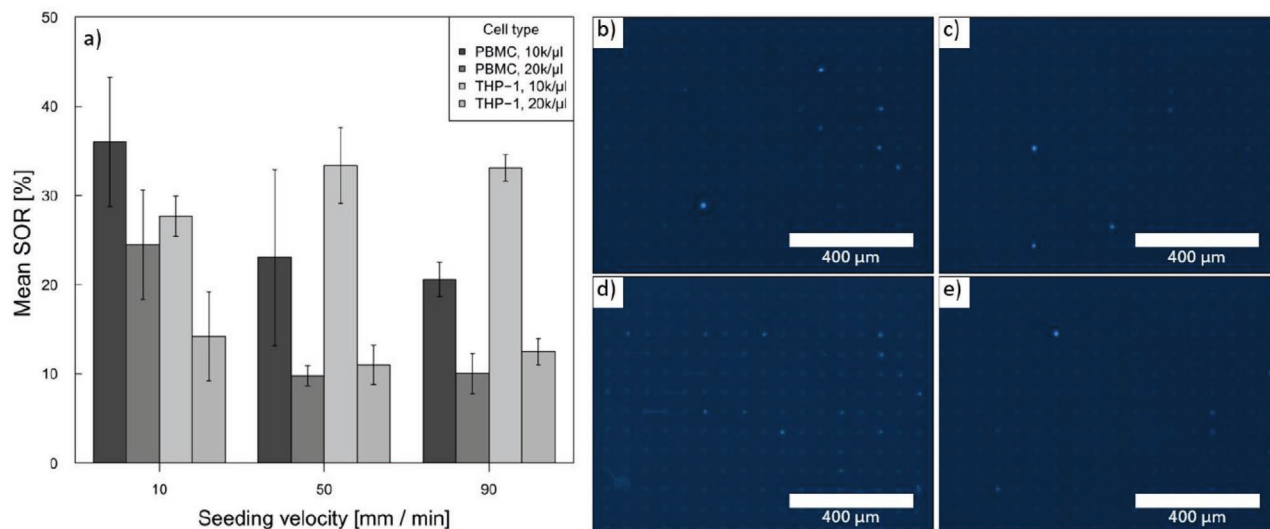 a)
50
40
30
20
10
0
Mean SOR [%]
Cell type
PBMC, 10k/µl
PBMC, 20k/µl
THP−1, 10k/µl
THP−1, 20k/µl
10
50
90
Seeding velocity [mm / min]
b)
400 µm
c)
400 µm
d)
400 µm
e)
400 µm